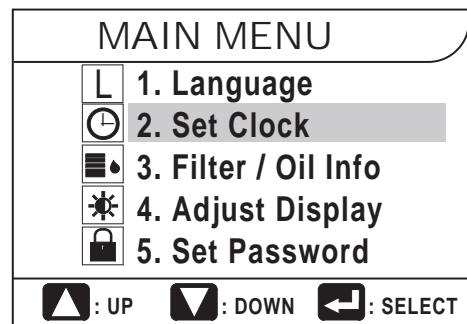 MAIN MENU
L 1. Language
2. Set Clock
3. Filter / Oil Info
4. Adjust Display
5. Set Password
: UP : DOWN : SELECT